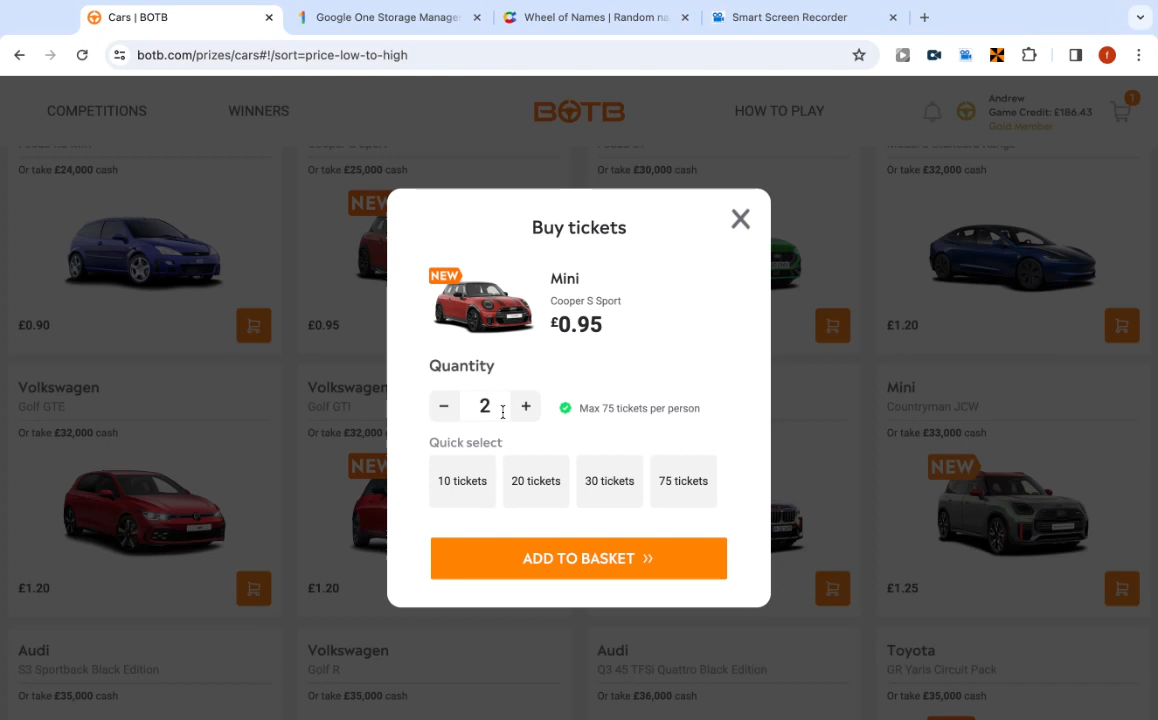 Cars | BOTB
Google One Storage Manage
Wheel of Names | Random na
Smart Screen Recorder
botb.com/prizes/cars#!/sort=price-low-to-high
f
COMPETITIONS
WINNERS
BOTB
HOW TO PLAY
Andrew
Game Credit: £186.43
Gold Member
1
Or take £24,000 cash
Or take £25,000 cash
Or take £30,000 cash
Or take £32,000 cash
NEW
£0.90
£0.95
£1.20
Buy tickets
NEW
Mini
Cooper S Sport
£0.95
Quantity
− 2 +
Max 75 tickets per person
Quick select
10 tickets
20 tickets
30 tickets
75 tickets
ADD TO BASKET »
Volkswagen
Golf GTE
Or take £32,000 cash
Volkswagen
Golf GTI
Or take £32,000
Mini
Countryman JCW
Or take £33,000 cash
NEW
NEW
£1.20
£1.20
£1.25
Audi
S3 Sportback Black Edition
Or take £35,000 cash
Volkswagen
Golf R
Or take £35,000 cash
Audi
Q3 45 TFSi Quattro Black Edition
Or take £36,000 cash
Toyota
GR Yaris Circuit Pack
Or take £35,000 cash